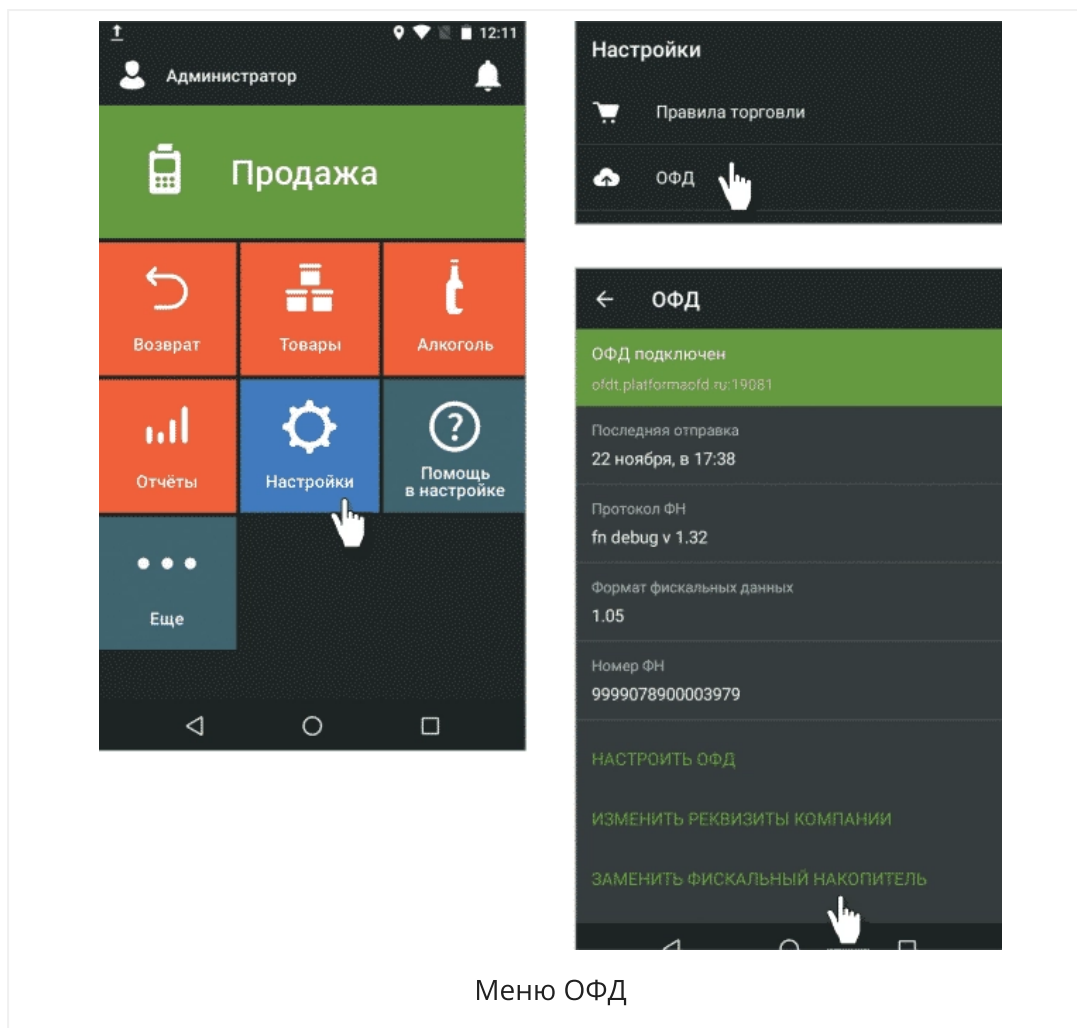 12:11
Администратор
Продажа
Возврат
Товары
Алкоголь
Отчёты
Настройки
Помощь
в настройке
Еще
Настройки
Правила торговли
ОФД
ОФД
ОФД подключен
ofdt.platformaofd.ru:19081
Последняя отправка
22 ноября, в 17:38
Протокол ФН
fn debug v 1.32
Формат фискальных данных
1.05
Номер ФН
9999078900003979
НАСТРОИТЬ ОФД
ИЗМЕНИТЬ РЕКВИЗИТЫ КОМПАНИИ
ЗАМЕНИТЬ ФИСКАЛЬНЫЙ НАКОПИТЕЛЬ
Меню ОФД